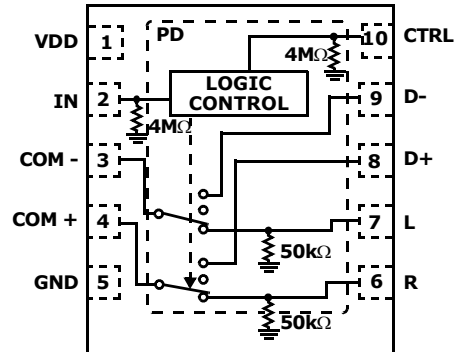 VDD 1 PD 10 CTRL
4MΩ
LOGIC
CONTROL
IN 2 9 D-
4MΩ
COM - 3 8 D+
COM + 4 7 L
50kΩ
GND 5 6 R
50kΩ